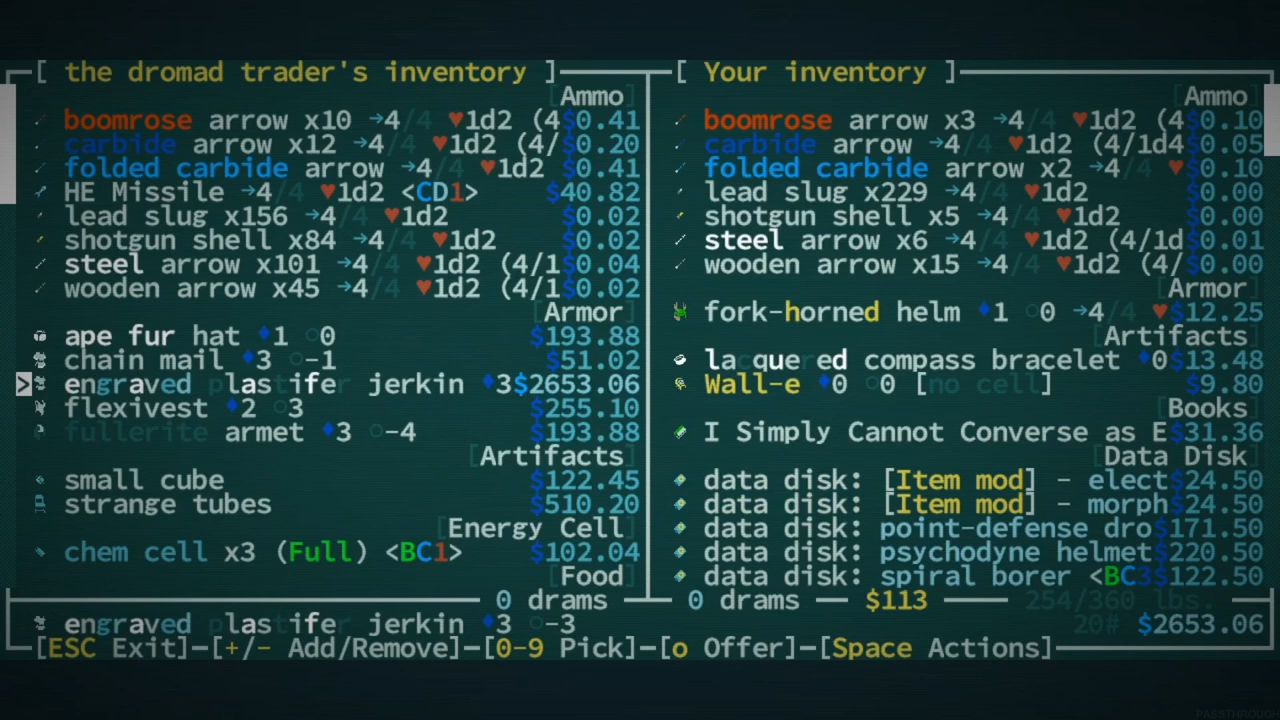 [ the dromad trader's inventory ]
[Ammo]
boomrose arrow x10 →4/4 ♥1d2 (4$0.41
carbide arrow x12 →4/4 ♥1d2 (4/$0.20
folded carbide arrow →4/4 ♥1d2 $0.41
HE Missile →4/4 ♥1d2 <CD1> $40.82
lead slug x156 →4/4 ♥1d2 $0.02
shotgun shell x84 →4/4 ♥1d2 $0.02
steel arrow x101 →4/4 ♥1d2 (4/1$0.04
wooden arrow x45 →4/4 ♥1d2 (4/1$0.02
[Armor]
ape fur hat ♦1 ○0 $193.88
chain mail ♦3 ○-1 $51.02
> engraved plastifer jerkin ♦3$2653.06
flexivest ♦2 ○3 $255.10
fullerite armet ♦3 ○-4 $193.88
[Artifacts]
small cube $122.45
strange tubes $510.20
[Energy Cell]
chem cell x3 (Full) <BC1> $102.04
[Food]
0 drams
[ Your inventory ]
[Ammo]
boomrose arrow x3 →4/4 ♥1d2 (4$0.10
carbide arrow →4/4 ♥1d2 (4/1d4$0.05
folded carbide arrow x2 →4/4 ♥$0.10
lead slug x229 →4/4 ♥1d2 $0.00
shotgun shell x5 →4/4 ♥1d2 $0.00
steel arrow x6 →4/4 ♥1d2 (4/1d$0.01
wooden arrow x15 →4/4 ♥1d2 (4/$0.00
[Armor]
fork-horned helm ♦1 ○0 →4/4 ♥$12.25
[Artifacts]
lacquered compass bracelet ♦0$13.48
Wall-e ♦0 ○0 [no cell] $9.80
[Books]
I Simply Cannot Converse as E$31.36
[Data Disk]
data disk: [Item mod] - elect$24.50
data disk: [Item mod] - morph$24.50
data disk: point-defense dro$171.50
data disk: psychodyne helmet$220.50
data disk: spiral borer <BC3$122.50
0 drams — $113 — 254/360 lbs.
engraved plastifer jerkin ♦3 ○-3 20# $2653.06
[ESC Exit]-[+/- Add/Remove]-[0-9 Pick]-[o Offer]-[Space Actions]